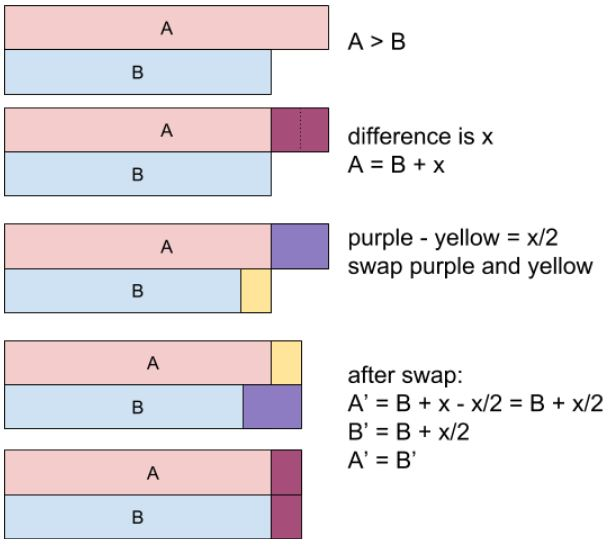 A
A > B
B
A
difference is x
A = B + x
B
A
purple - yellow = x/2
swap purple and yellow
B
A
after swap:
A' = B + x - x/2 = B + x/2
B
B' = B + x/2
A' = B'
A
B